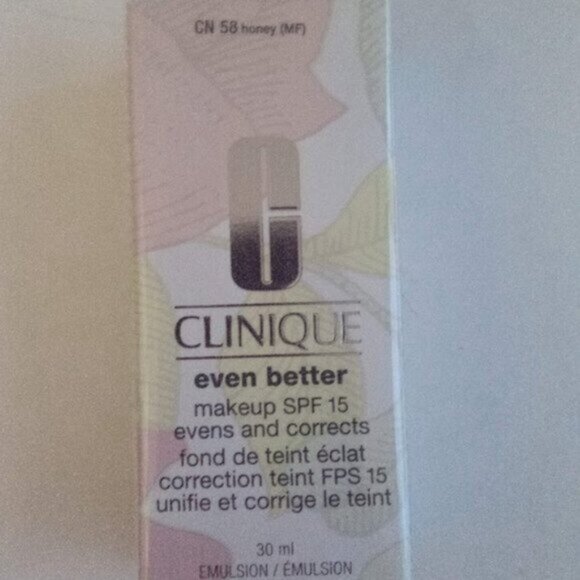 CN 58 honey (MF)
CLINIQUE
even better
makeup SPF 15
evens and corrects
fond de teint éclat
correction teint FPS 15
unifie et corrige le teint
30 ml
EMULSION / ÉMULSION